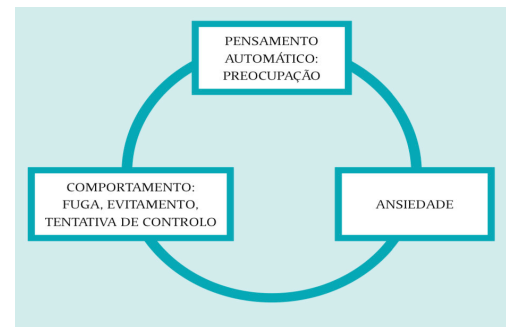 PENSAMENTO
AUTOMÁTICO:
PREOCUPAÇÃO
COMPORTAMENTO:
FUGA, EVITAMENTO,
TENTATIVA DE CONTROLO
ANSIEDADE